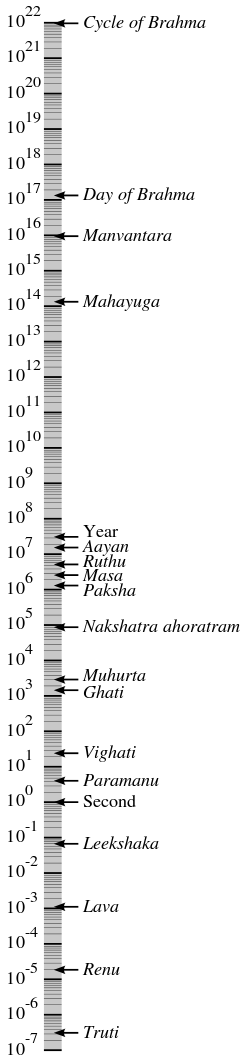 10^22 Cycle of Brahma
10^21
10^20
10^19
10^18
10^17 Day of Brahma
10^16 Manvantara
10^15
10^14 Mahayuga
10^13
10^12
10^11
10^10
10^9
10^8
Year
10^7 Aayan
Ruthu
Masa
10^6 Paksha
10^5 Nakshatra ahoratram
10^4
Muhurta
10^3 Ghati
10^2
Vighati
10^1
Paramanu
10^0 Second
10^-1
Leekshaka
10^-2
10^-3 Lava
10^-4
Renu
10^-5
10^-6
Truti
10^-7